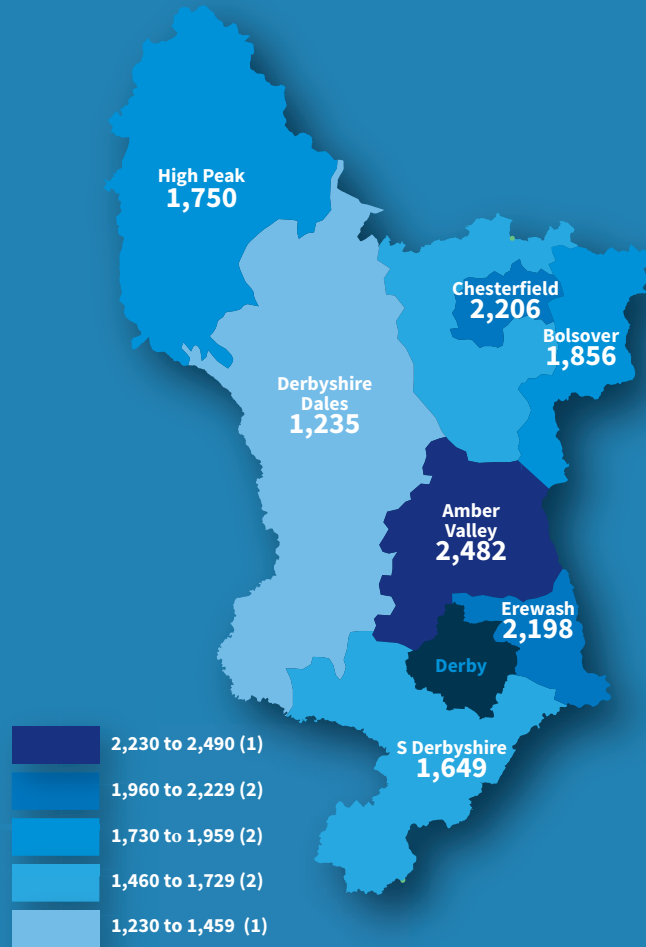 High Peak
1,750
Chesterfield
2,206
Bolsover
1,856
Derbyshire
Dales
1,235
Amber
Valley
2,482
Erewash
2,198
Derby
S Derbyshire
1,649
2,230 to 2,490 (1)
1,960 to 2,229 (2)
1,730 to 1,959 (2)
1,460 to 1,729 (2)
1,230 to 1,459 (1)